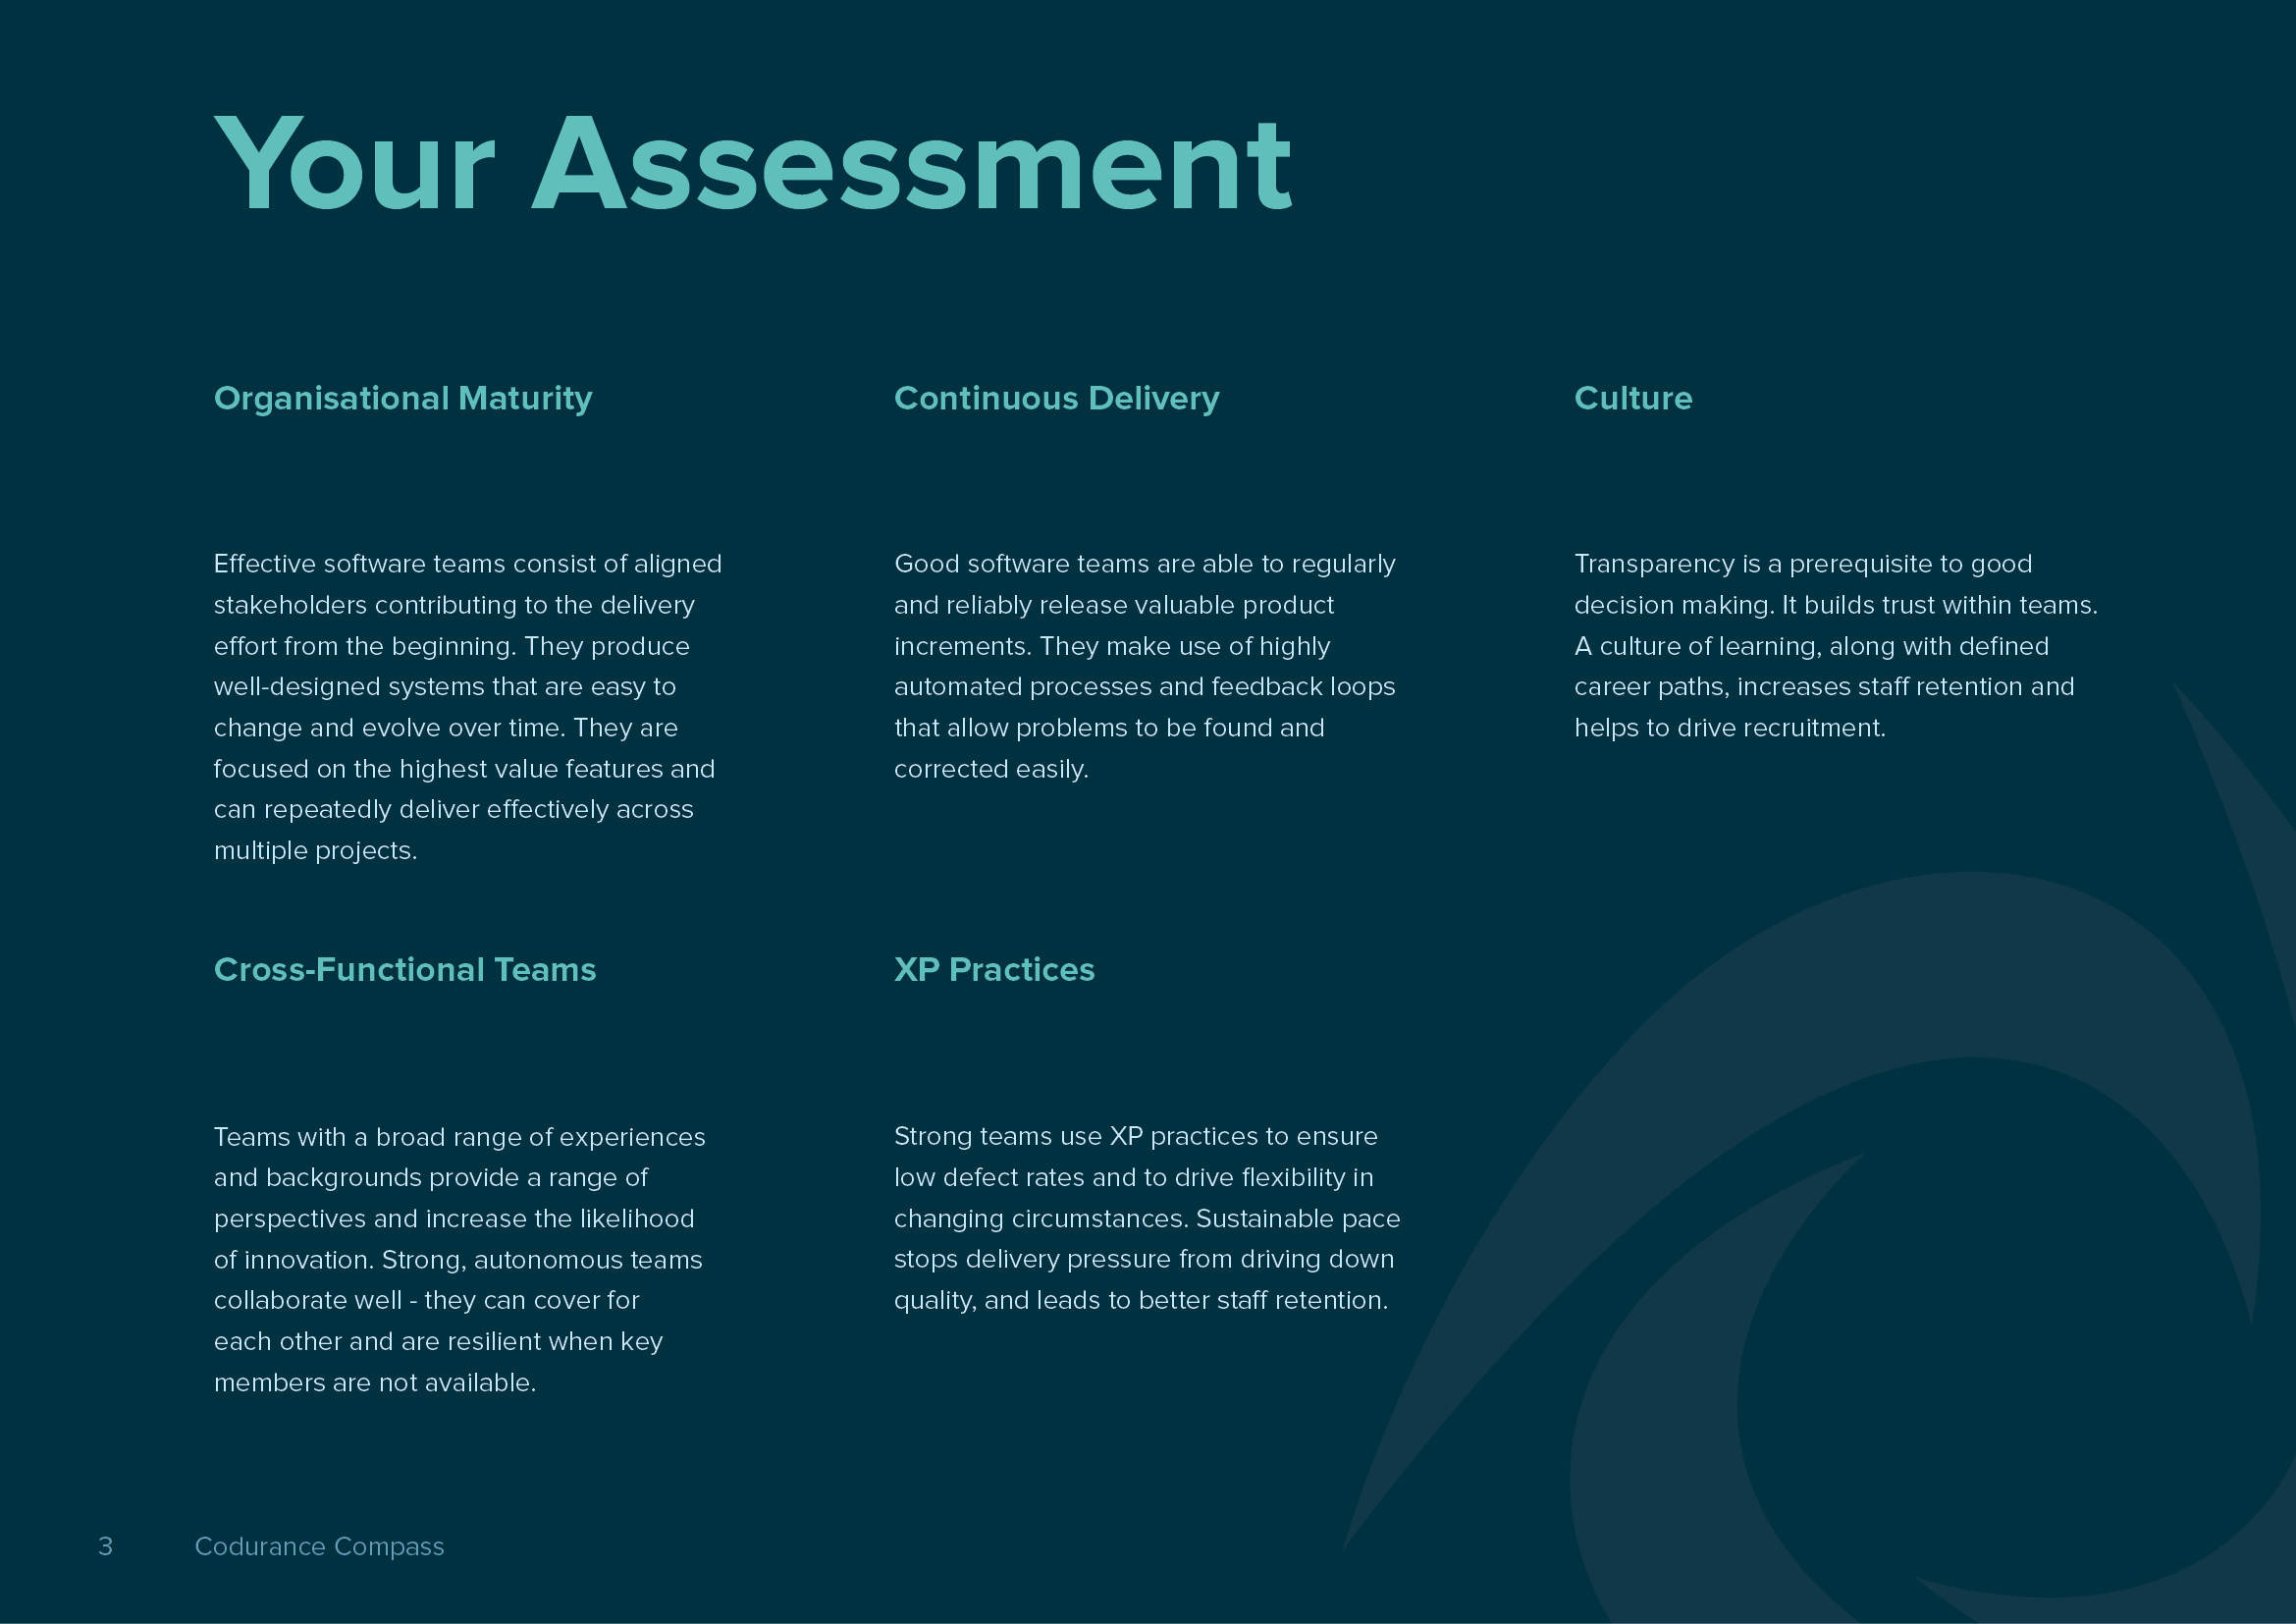 Your Assessment
Organisational Maturity
Effective software teams consist of aligned
stakeholders contributing to the delivery
effort from the beginning. They produce
well-designed systems that are easy to
change and evolve over time. They are
focused on the highest value features and
can repeatedly deliver effectively across
multiple projects.
Continuous Delivery
Good software teams are able to regularly
and reliably release valuable product
increments. They make use of highly
automated processes and feedback loops
that allow problems to be found and
corrected easily.
Culture
Transparency is a prerequisite to good
decision making. It builds trust within teams.
A culture of learning, along with defined
career paths, increases staff retention and
helps to drive recruitment.
Cross-Functional Teams
Teams with a broad range of experiences
and backgrounds provide a range of
perspectives and increase the likelihood
of innovation. Strong, autonomous teams
collaborate well - they can cover for
each other and are resilient when key
members are not available.
XP Practices
Strong teams use XP practices to ensure
low defect rates and to drive flexibility in
changing circumstances. Sustainable pace
stops delivery pressure from driving down
quality, and leads to better staff retention.
3 Codurance Compass